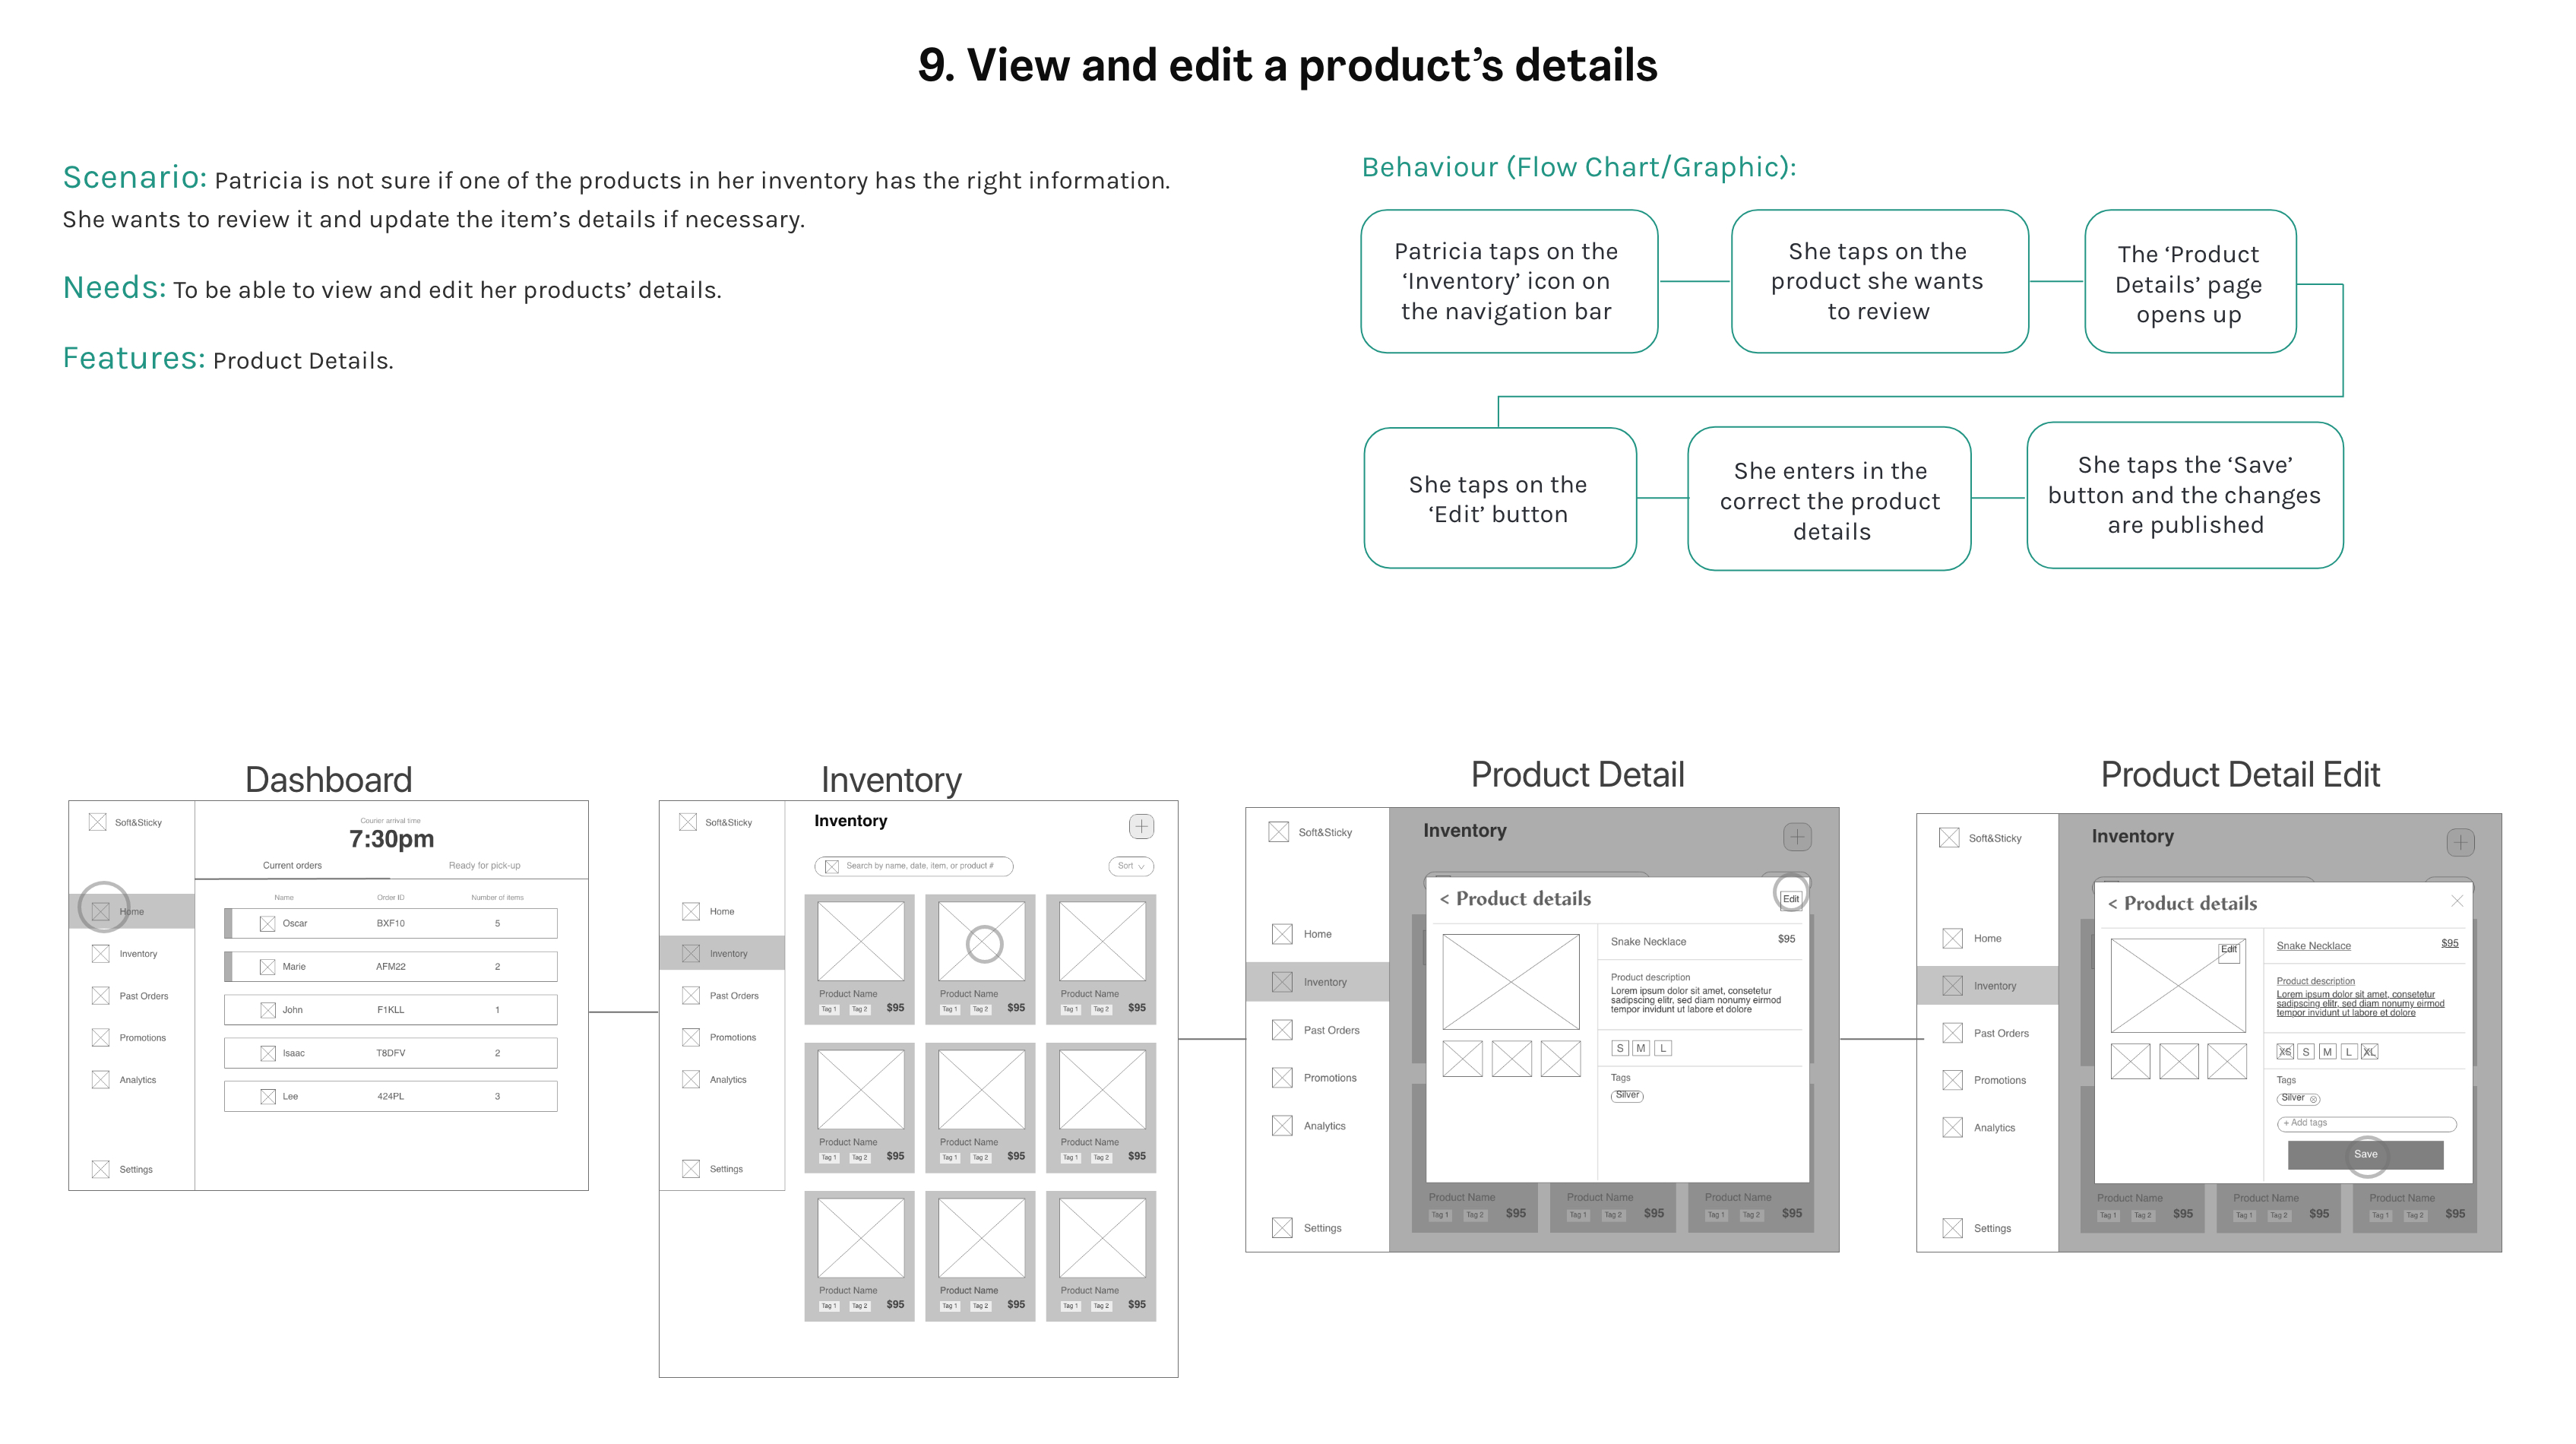 9. View and edit a product’s details
Scenario: Patricia is not sure if one of the products in her inventory has the right information.
She wants to review it and update the item’s details if necessary.
Needs: To be able to view and edit her products’ details.
Features: Product Details.
Behaviour (Flow Chart/Graphic):
Patricia taps on the
‘Inventory’ icon on
the navigation bar
She taps on the
product she wants
to review
The ‘Product
Details’ page
opens up
She taps on the
‘Edit’ button
She enters in the
correct the product
details
She taps the ‘Save’
button and the changes
are published
Dashboard
Soft&Sticky
Home
Inventory
Past Orders
Promotions
Analytics
Settings
Courier arrival time
7:30pm
Current orders Ready for pick-up
Name Order ID Number of items
Oscar BXF10 5
Marie AFM22 2
John F1KLL 1
Isaac T8DFV 2
Lee 424PL 3
Inventory
Soft&Sticky
Home
Inventory
Past Orders
Promotions
Analytics
Settings
Inventory
Search by name, date, item, or product # Sort
Product Name Product Name Product Name
Tag 1 Tag 2 $95 Tag 1 Tag 2 $95 Tag 1 Tag 2 $95
Product Name Product Name Product Name
Tag 1 Tag 2 $95 Tag 1 Tag 2 $95 Tag 1 Tag 2 $95
Product Name Product Name Product Name
Tag 1 Tag 2 $95 Tag 1 Tag 2 $95 Tag 1 Tag 2 $95
Product Detail
Soft&Sticky
Home
Inventory
Past Orders
Promotions
Analytics
Settings
Inventory
< Product details Edit
Snake Necklace $95
Product description
Lorem ipsum dolor sit amet, consetetur
sadipscing elitr, sed diam nonumy eirmod
tempor invidunt ut labore et dolore
S M L
Tags
Silver
Product Name Product Name Product Name
Tag 1 Tag 2 $95 Tag 1 Tag 2 $95 Tag 1 Tag 2 $95
Product Detail Edit
Soft&Sticky
Home
Inventory
Past Orders
Promotions
Analytics
Settings
Inventory
< Product details
Edit
Snake Necklace $95
Product description
Lorem ipsum dolor sit amet, consetetur
sadipscing elitr, sed diam nonumy eirmod
tempor invidunt ut labore et dolore
XS S M L XL
Tags
Silver
+ Add tags
Save
Product Name Product Name Product Name
Tag 1 Tag 2 $95 Tag 1 Tag 2 $95 Tag 1 Tag 2 $95